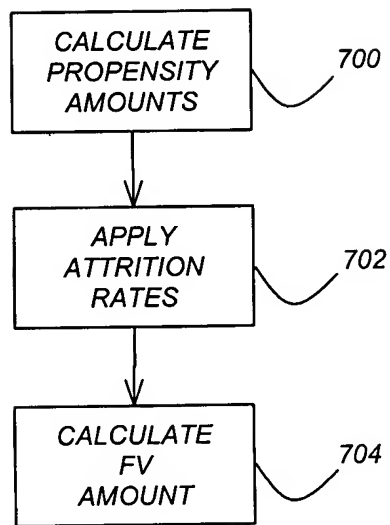 CALCULATE
PROPENSITY
AMOUNTS
700
APPLY
ATTRITION
RATES
702
CALCULATE
FV
AMOUNT
704